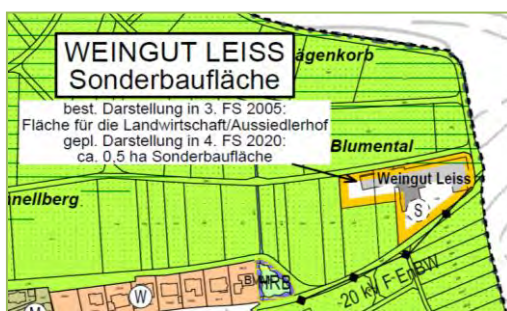 WEINGUT LEISS
Sonderbaufläche
ägenkorb
best. Darstellung in 3. FS 2005:
Fläche für die Landwirtschaft/Aussiedlerhof
gepl. Darstellung in 4. FS 2020:
ca. 0,5 ha Sonderbaufläche
Blumental
Weingut Leiss
S
nellberg
B
HRB
W
20 kV F-EnBW
M